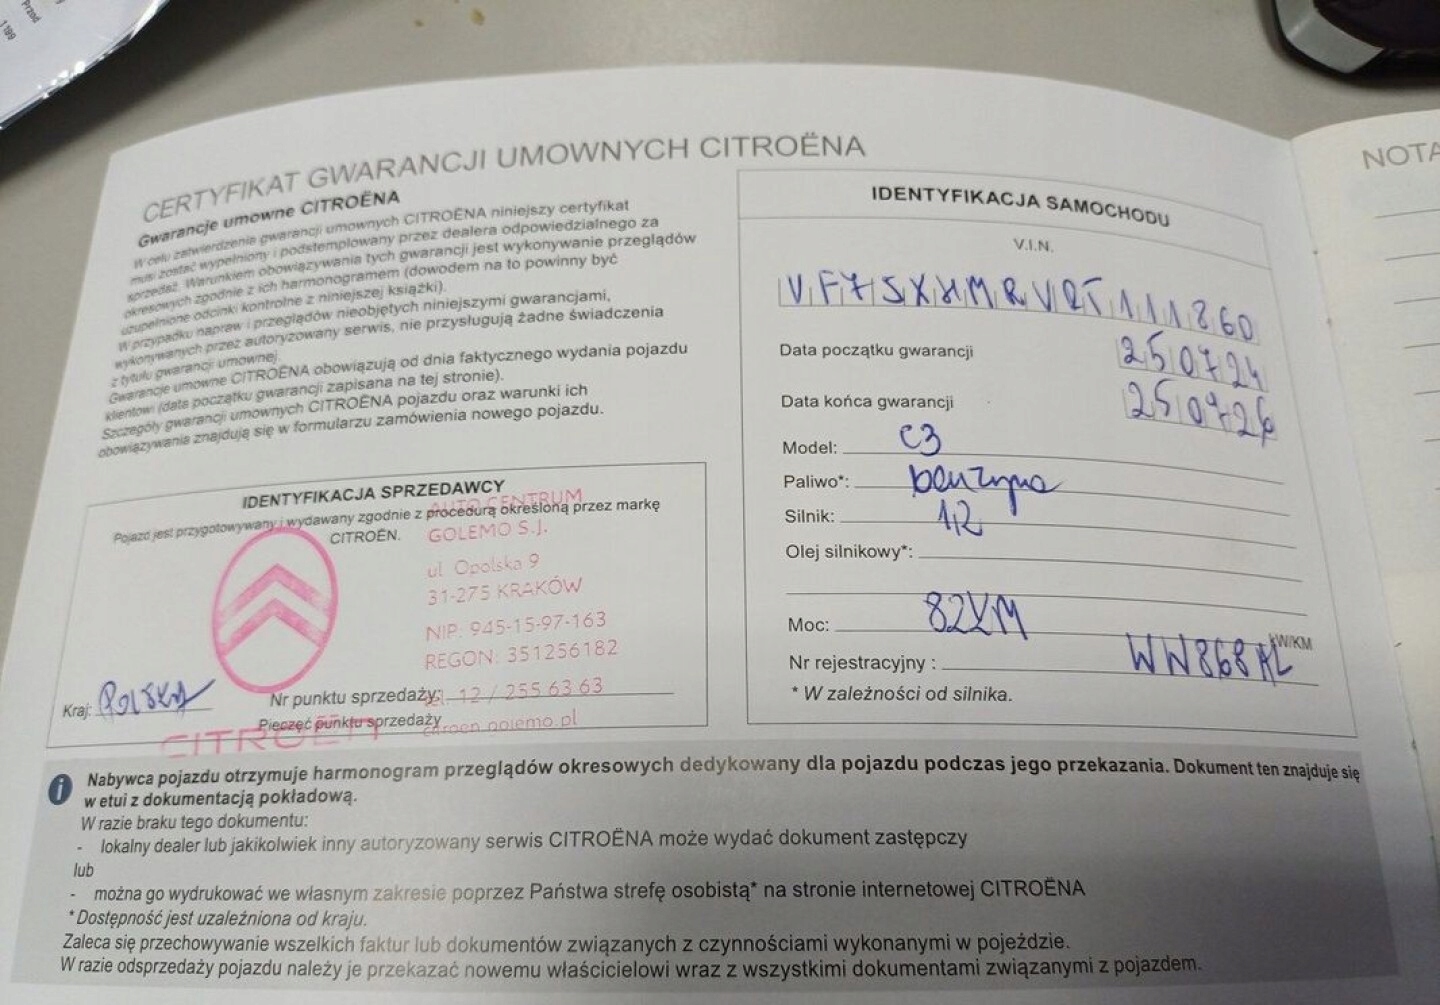 Przód
1199
CERTYFIKAT GWARANCJI UMOWNYCH CITROËNA
Gwarancje umowne CITROËNA
W celu zatwierdzenia gwarancji umownych CITROËNA niniejszy certyfikat
musi zostać wypełniony i podstemplowany przez dealera odpowiedzialnego za
sprzedaż. Warunkiem obowiązywania tych gwarancji jest wykonywanie przeglądów
okresowych zgodnie z ich harmonogramem (dowodem na to powinny być
uzupełnione odcinki kontrolne z niniejszej książki).
W przypadku napraw i przeglądów nieobjętych niniejszymi gwarancjami,
wykonywanych przez autoryzowany serwis, nie przysługują żadne świadczenia
z tytułu gwarancji umownej.
Gwarancje umowne CITROËNA obowiązują od dnia faktycznego wydania pojazdu
klientowi (data początku gwarancji zapisana na tej stronie).
Szczegóły gwarancji umownych CITROËNA pojazdu oraz warunki ich
obowiązywania znajdują się w formularzu zamówienia nowego pojazdu.
IDENTYFIKACJA SPRZEDAWCY
Pojazd jest przygotowywany i wydawany zgodnie z procedurą określoną przez markę
CITROËN.
AUTO CENTRUM
GOLEMO S.J.
ul. Opolska 9
31-275 KRAKÓW
NIP: 945-15-97-163
REGON: 351256182
tel. 12 / 255 63 63
citroen.golemo.pl
Kraj: POLSKA
Nr punktu sprzedaży:
Pieczęć punktu sprzedaży
CITROËN
IDENTYFIKACJA SAMOCHODU
V.I.N.
VF7SXHMRVRT111860
Data początku gwarancji 250724
Data końca gwarancji 250726
Model: C3
Paliwo*: benzyna
Silnik: 1,2
Olej silnikowy*:
Moc: 82KM kW/KM
Nr rejestracyjny : WW868AL
* W zależności od silnika.
NOTA
i Nabywca pojazdu otrzymuje harmonogram przeglądów okresowych dedykowany dla pojazdu podczas jego przekazania. Dokument ten znajduje się
w etui z dokumentacją pokładową.
W razie braku tego dokumentu:
- lokalny dealer lub jakikolwiek inny autoryzowany serwis CITROËNA może wydać dokument zastępczy
lub
- można go wydrukować we własnym zakresie poprzez Państwa strefę osobistą* na stronie internetowej CITROËNA
*Dostępność jest uzależniona od kraju.
Zaleca się przechowywanie wszelkich faktur lub dokumentów związanych z czynnościami wykonanymi w pojeździe.
W razie odsprzedaży pojazdu należy je przekazać nowemu właścicielowi wraz z wszystkimi dokumentami związanymi z pojazdem.